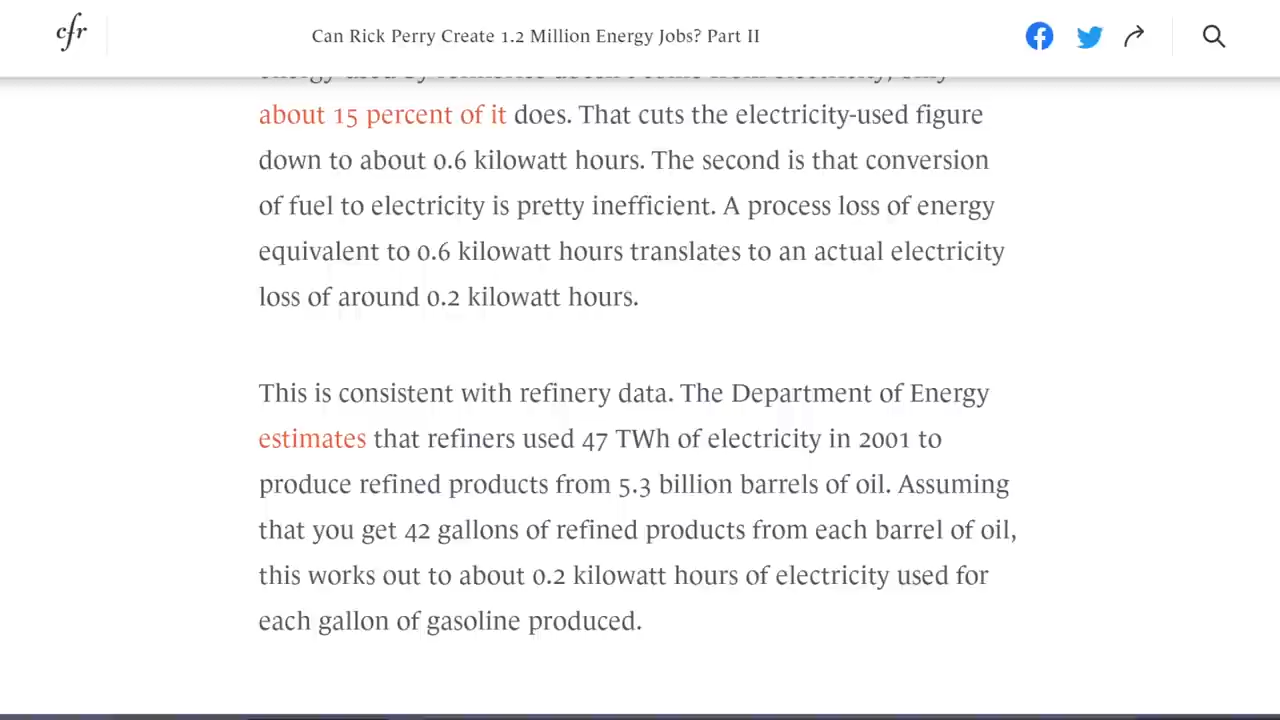 cfr
Can Rick Perry Create 1.2 Million Energy Jobs? Part II
about 15 percent of it does. That cuts the electricity-used figure
down to about 0.6 kilowatt hours. The second is that conversion
of fuel to electricity is pretty inefficient. A process loss of energy
equivalent to 0.6 kilowatt hours translates to an actual electricity
loss of around 0.2 kilowatt hours.
This is consistent with refinery data. The Department of Energy
estimates that refiners used 47 TWh of electricity in 2001 to
produce refined products from 5.3 billion barrels of oil. Assuming
that you get 42 gallons of refined products from each barrel of oil,
this works out to about 0.2 kilowatt hours of electricity used for
each gallon of gasoline produced.